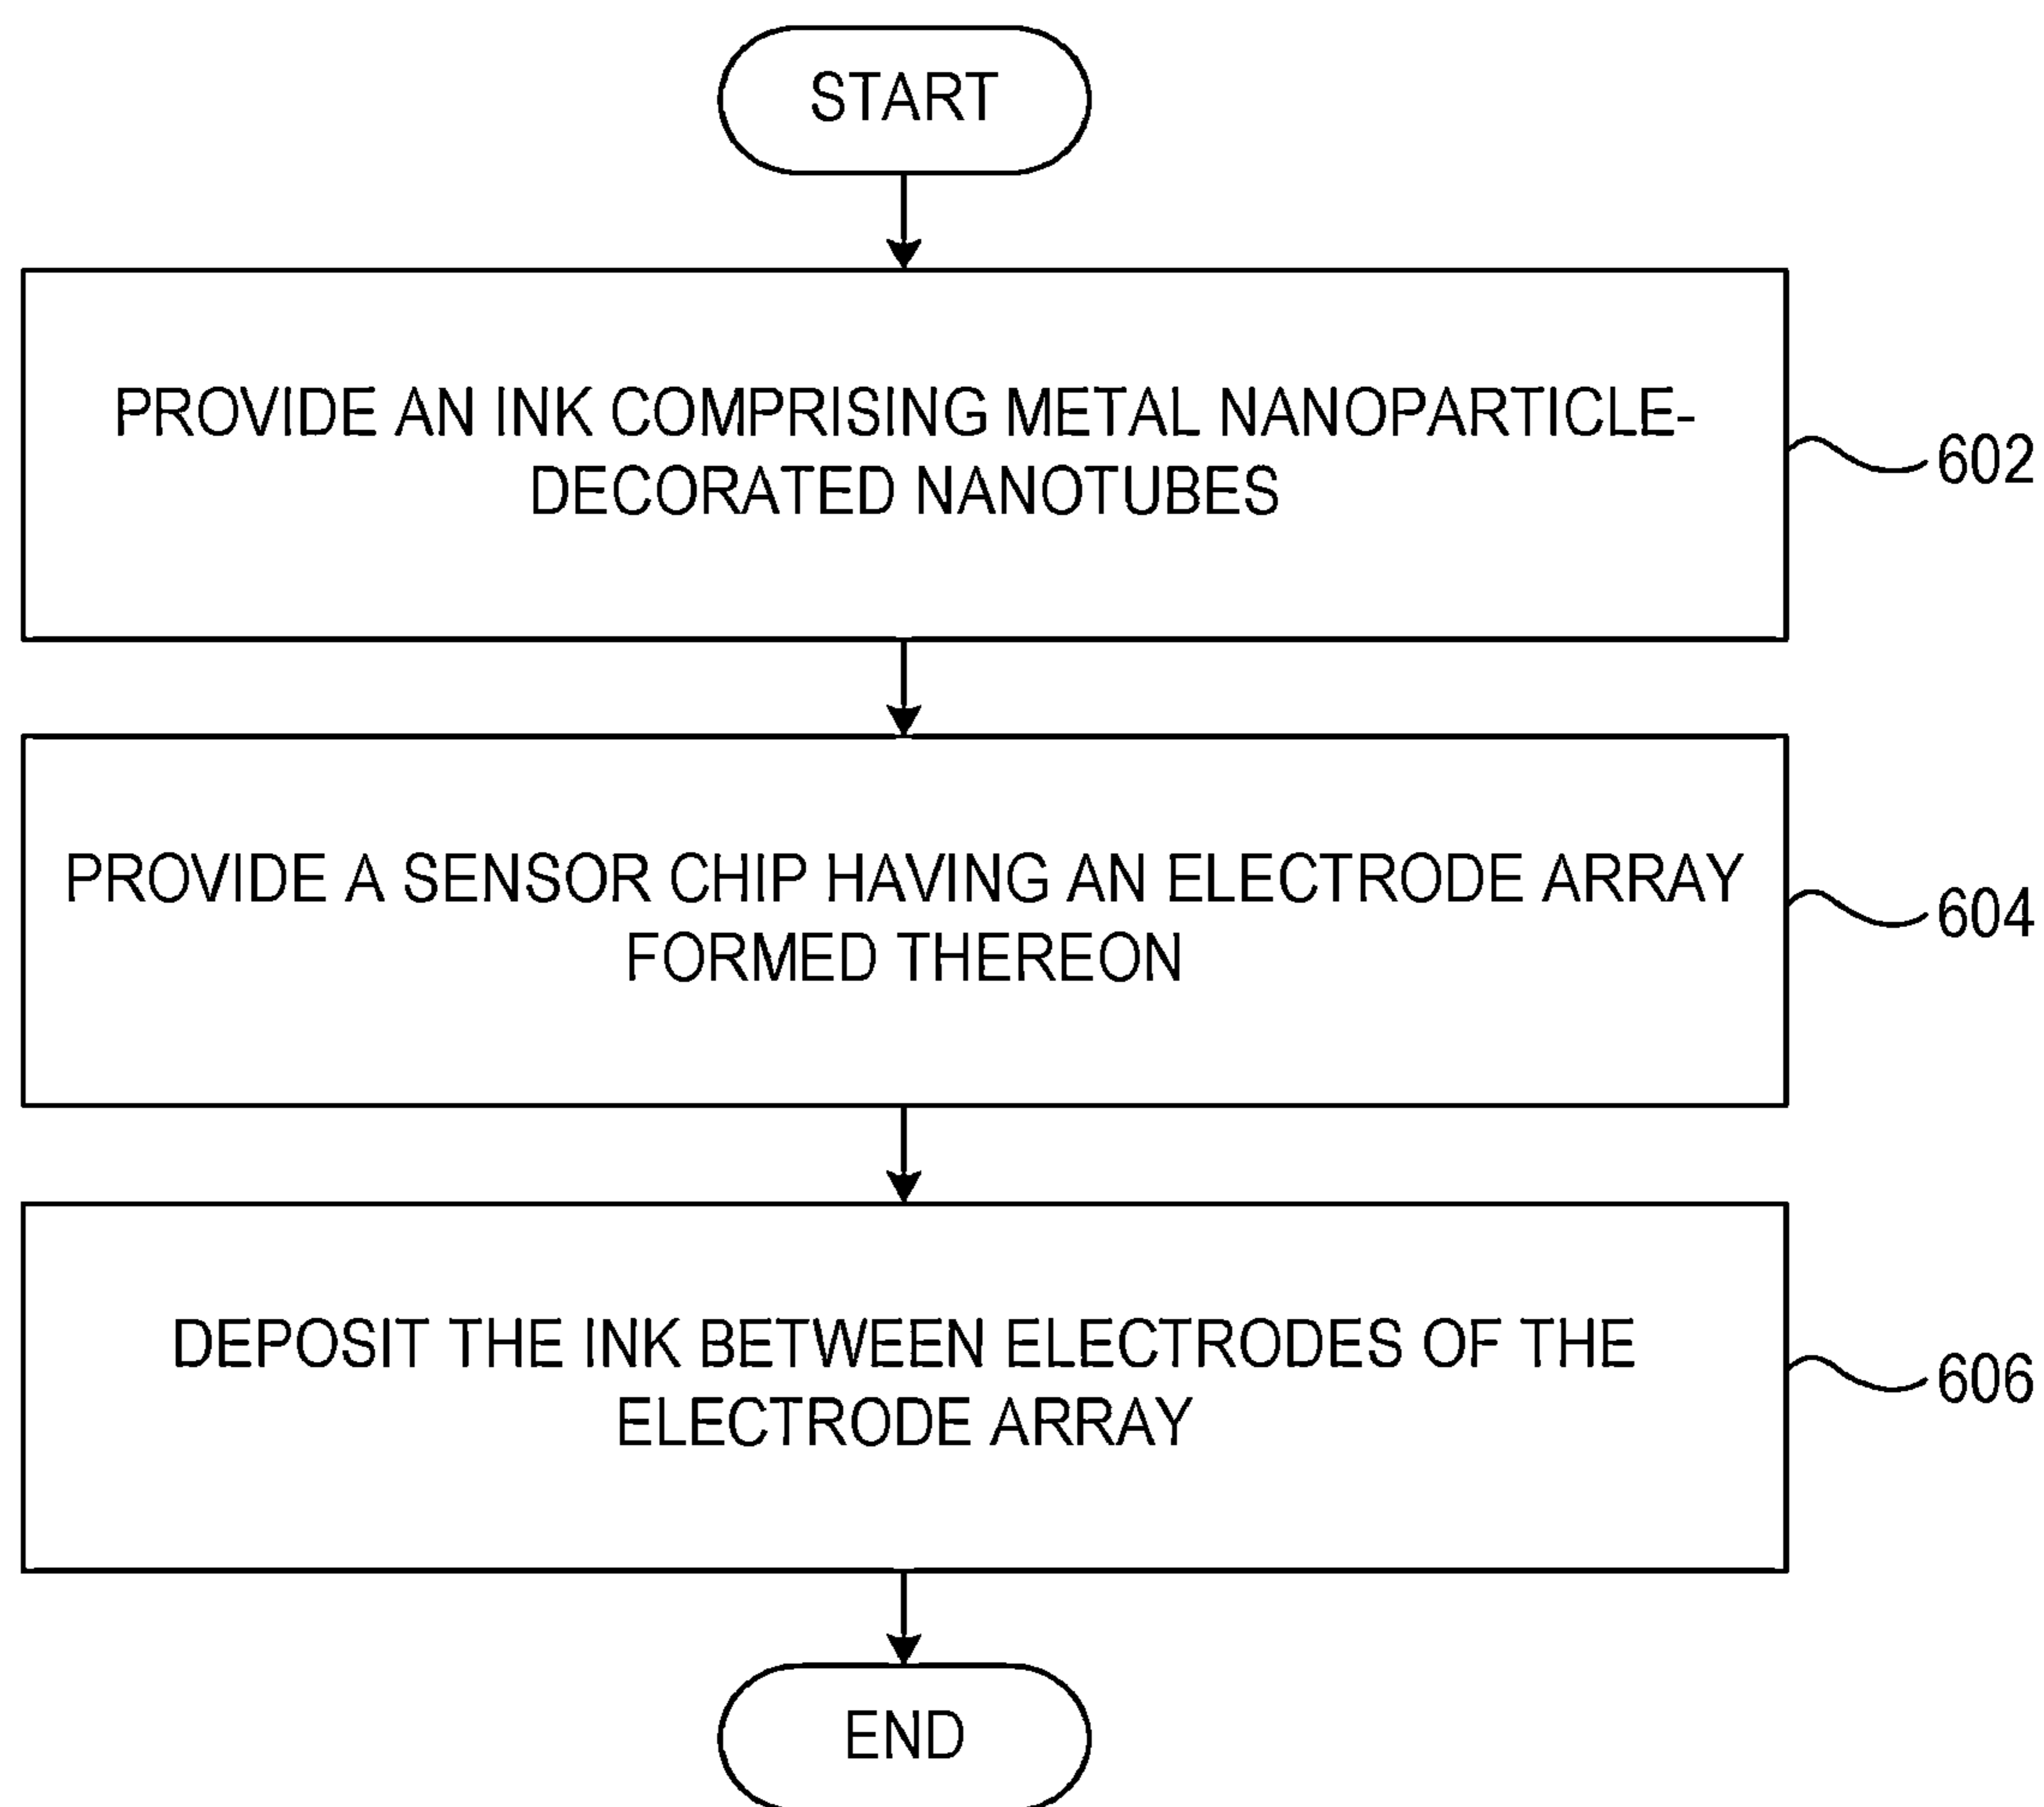 START
PROVIDE AN INK COMPRISING METAL NANOPARTICLE-
DECORATED NANOTUBES
602
PROVIDE A SENSOR CHIP HAVING AN ELECTRODE ARRAY
FORMED THEREON
604
DEPOSIT THE INK BETWEEN ELECTRODES OF THE
ELECTRODE ARRAY
606
END